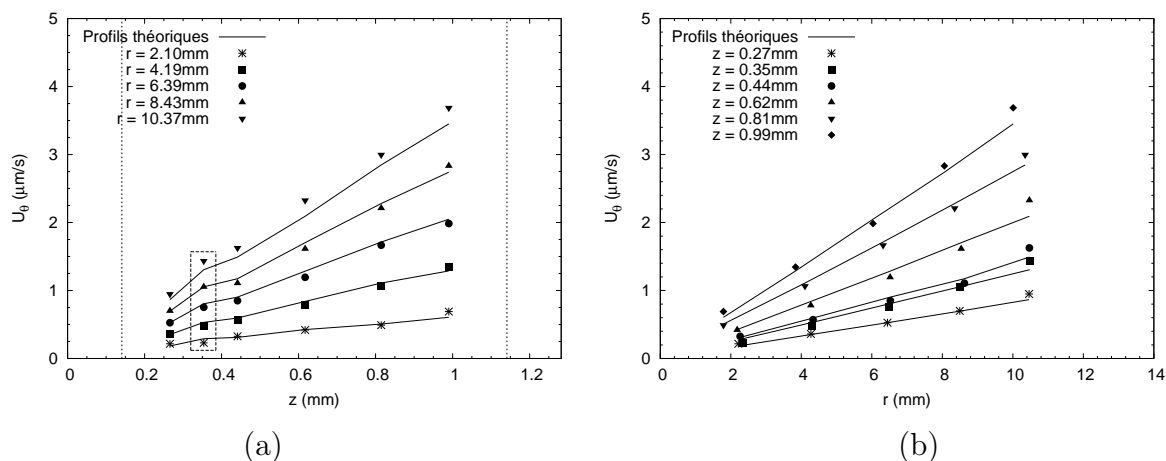 Profils théoriques
r = 2.10mm
r = 4.19mm
r = 6.39mm
r = 8.43mm
r = 10.37mm
5
4
3
2
1
0
Uθ (μm/s)
0 0.2 0.4 0.6 0.8 1 1.2
z (mm)
(a)
Profils théoriques
z = 0.27mm
z = 0.35mm
z = 0.44mm
z = 0.62mm
z = 0.81mm
z = 0.99mm
5
4
3
2
1
0
Uθ (μm/s)
0 2 4 6 8 10 12 14
r (mm)
(b)